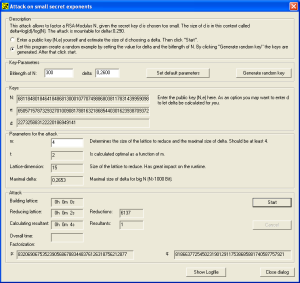 Attack on small secret exponents
Description
This attack allows to factor a RSA-Modulus N, given the secret key d is chosen too small. The size of d is in this context called
delta=log(d)/log(N). The attack is mountable for delta<0.290.
Enter a public key (N,e) yourself and estimate the size of d choosing a delta. Then click "Start".
Let this program create a random example by setting the value for delta and the bitlength of N. By clicking "Generate random key" the keys are
generated. After that click start.
Key-Parameters
Bitlength of N: 300 delta: 0.2600 Set default parameters Generate random key
Keys
N
Enter the public key (N,e) here. As an option you may want to enter d
e
to let delta be calculated for you.
d
Parameters for the attack
m: 4 Determines the size of the lattice to reduce and the maximal size of delta. Should be at least 4.
t: 2 Is calculated optimal as a function of m.
Lattice-dimension: 15 Size of the lattice to reduce. Has great impact on the runtime.
Maximal delta: 0.2653 Maximal size of delta for big N (N>1000 Bit).
Attack
Building lattice: 0h 0m 0s Start
Reducing lattice: 0h 0m 2s Reductions: 6137
Calculating resultant: 0h 0m 4s Resultants: 1 Cancel
Overall time:
Factorization:
p
q
Show Logfile Close dialog